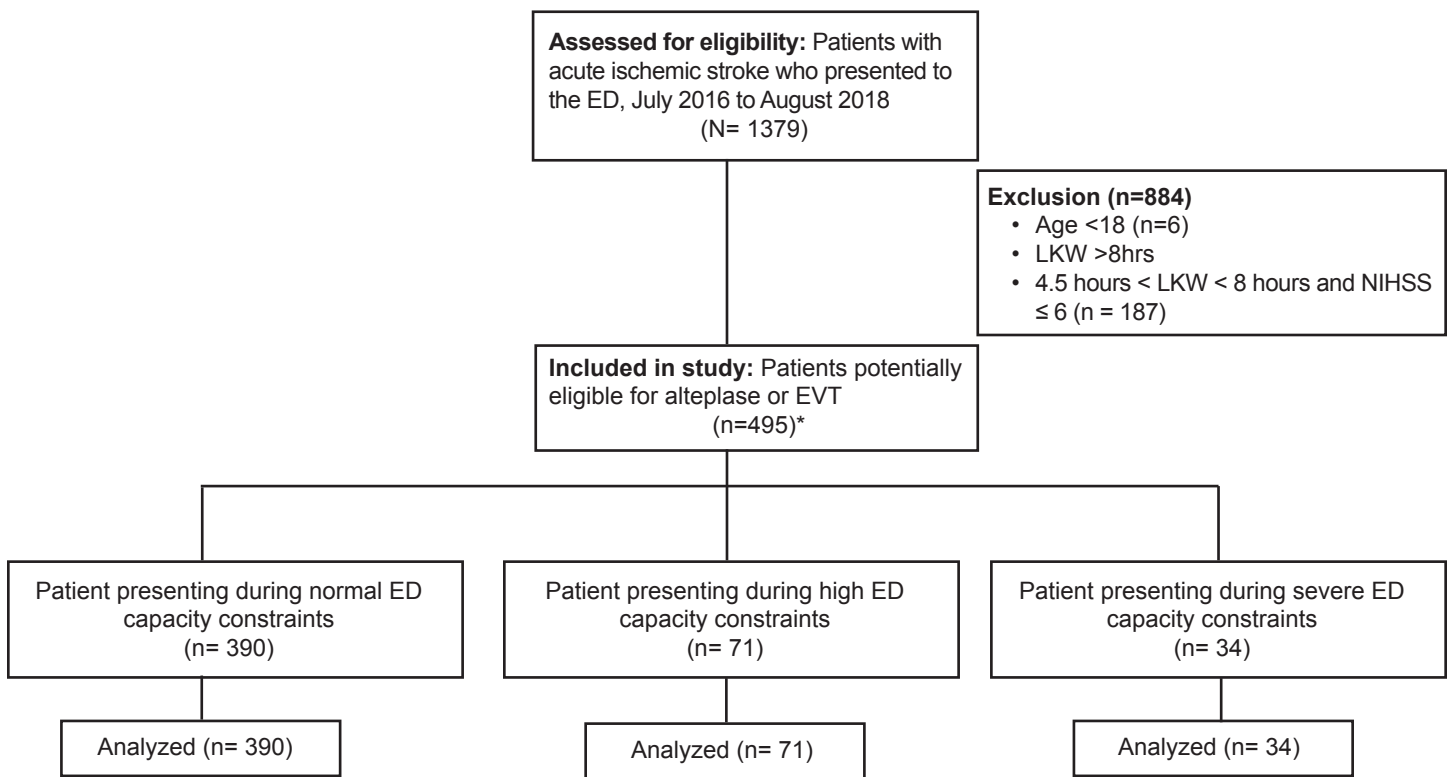 Assessed for eligibility: Patients with
acute ischemic stroke who presented to
the ED, July 2016 to August 2018
(N= 1379)
Exclusion (n=884)
• Age <18 (n=6)
• LKW >8hrs
• 4.5 hours < LKW < 8 hours and NIHSS
≤ 6 (n = 187)
Included in study: Patients potentially
eligible for alteplase or EVT
(n=495)*
Patient presenting during normal ED
capacity constraints
(n= 390)
Patient presenting during high ED
capacity constraints
(n= 71)
Patient presenting during severe ED
capacity constraints
(n= 34)
Analyzed (n= 390)
Analyzed (n= 71)
Analyzed (n= 34)